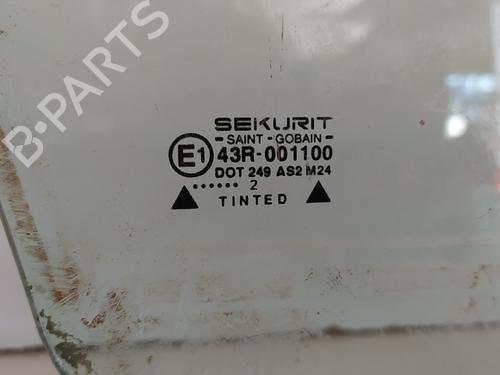 B-PARTS
SEKURIT
- SAINT - GOBAIN -
E1 43R-001100
DOT 249 AS2 M24
...... 2
TINTED